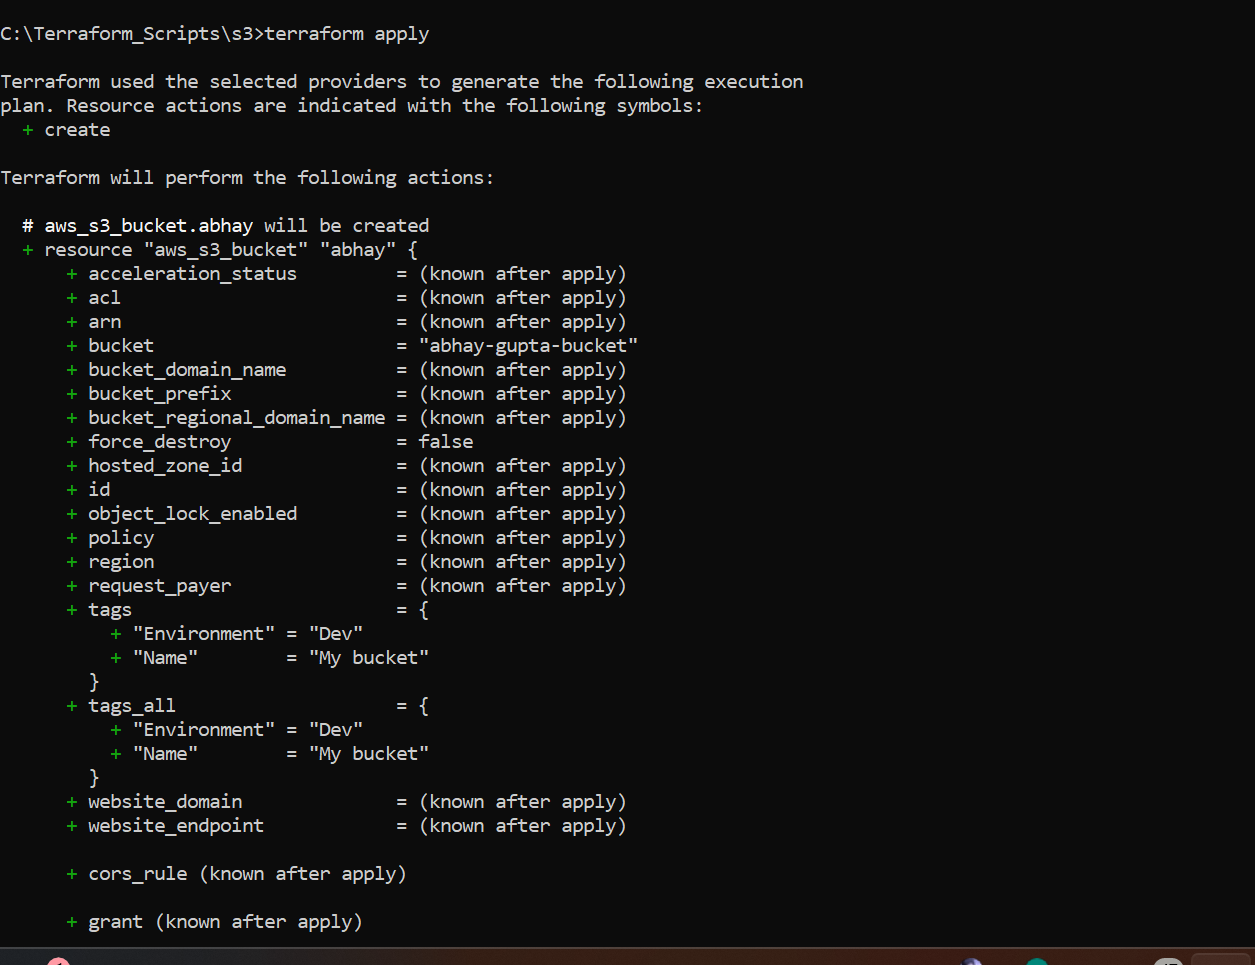 C:\Terraform_Scripts\s3>terraform apply
Terraform used the selected providers to generate the following execution
plan. Resource actions are indicated with the following symbols:
+ create
Terraform will perform the following actions:
# aws_s3_bucket.abhay will be created
+ resource "aws_s3_bucket" "abhay" {
+ acceleration_status = (known after apply)
+ acl = (known after apply)
+ arn = (known after apply)
+ bucket = "abhay-gupta-bucket"
+ bucket_domain_name = (known after apply)
+ bucket_prefix = (known after apply)
+ bucket_regional_domain_name = (known after apply)
+ force_destroy = false
+ hosted_zone_id = (known after apply)
+ id = (known after apply)
+ object_lock_enabled = (known after apply)
+ policy = (known after apply)
+ region = (known after apply)
+ request_payer = (known after apply)
+ tags = {
+ "Environment" = "Dev"
+ "Name" = "My bucket"
}
+ tags_all = {
+ "Environment" = "Dev"
+ "Name" = "My bucket"
}
+ website_domain = (known after apply)
+ website_endpoint = (known after apply)
+ cors_rule (known after apply)
+ grant (known after apply)